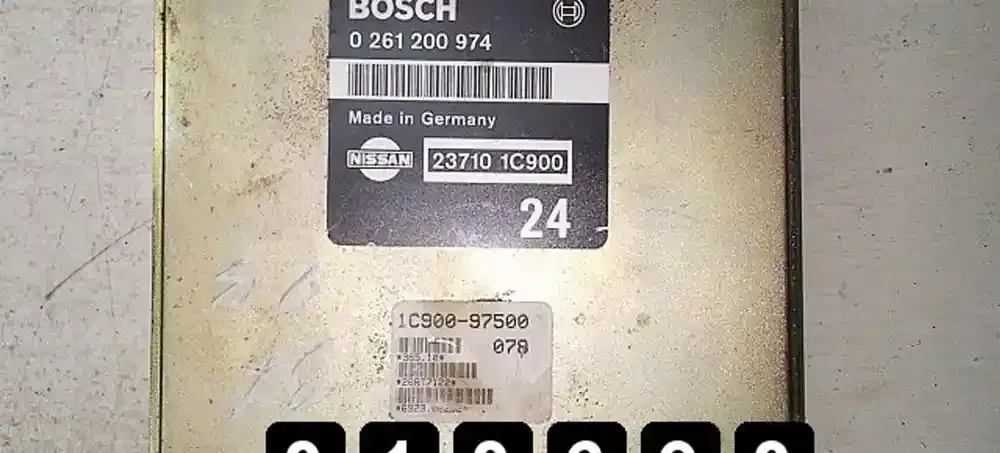 BOSCH
0 261 200 974
Made in Germany
NISSAN
23710 1C900
24
1C900-97500
078